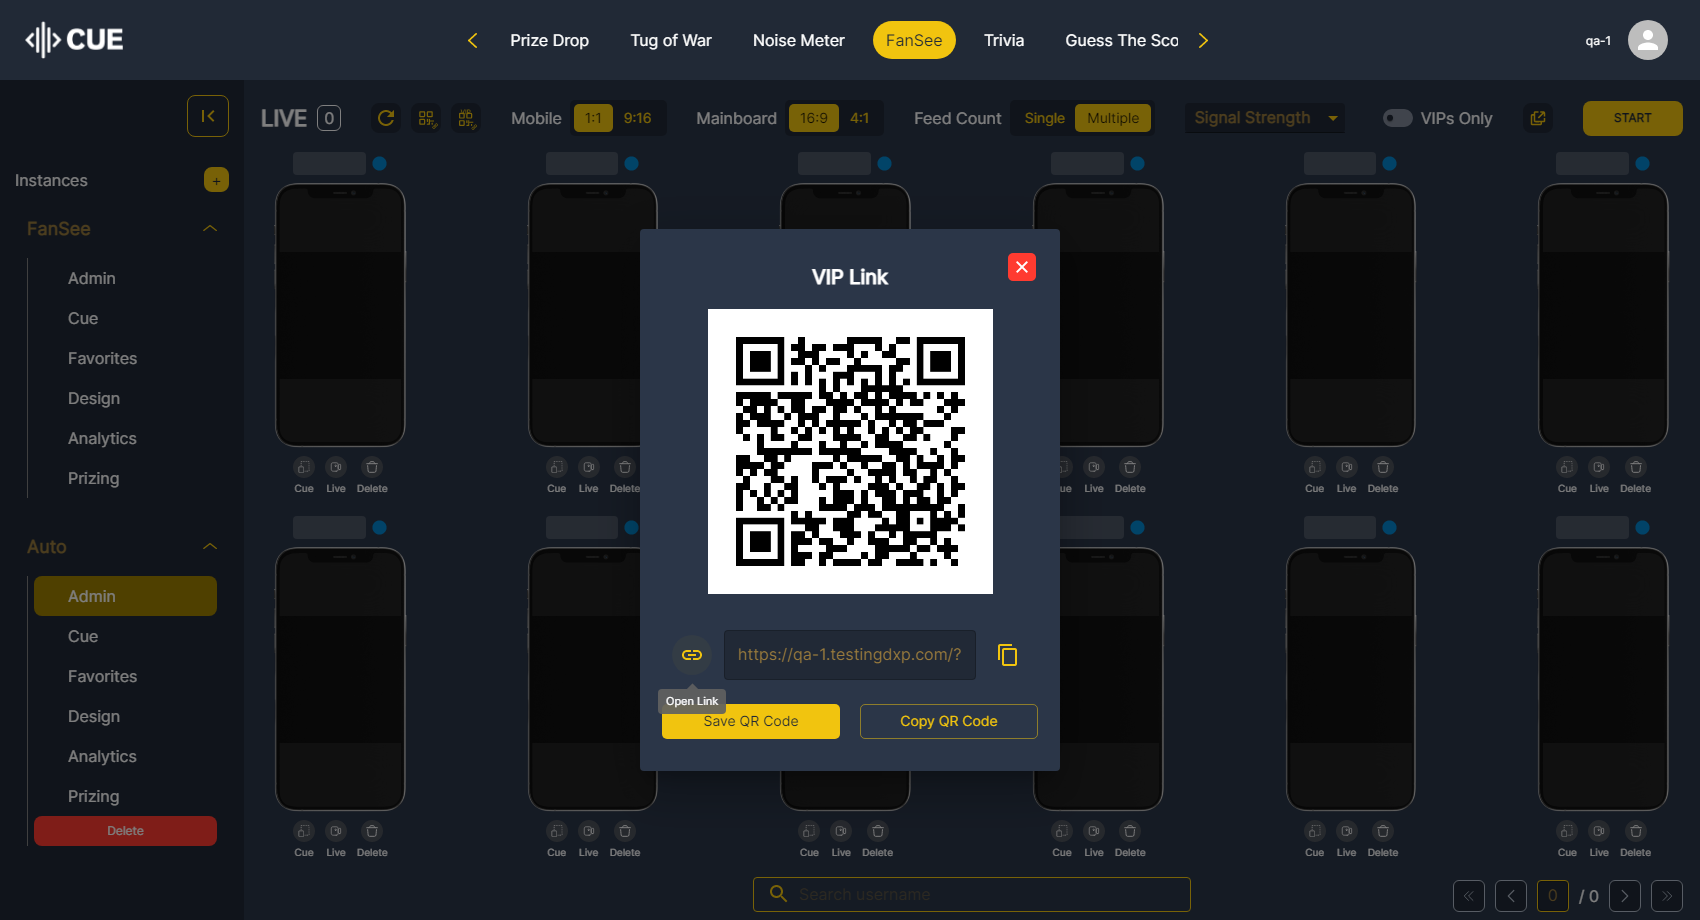 CUE
Prize Drop
Tug of War
Noise Meter
FanSee
Trivia
Guess The Sco
qa-1
LIVE 0
Mobile 1:1 9:16
Mainboard 16:9 4:1
Feed Count Single Multiple
Signal Strength
VIPs Only
START
Instances +
FanSee
Admin
Cue
Favorites
Design
Analytics
Prizing
Auto
Admin
Cue
Favorites
Design
Analytics
Prizing
Delete
Cue Live Delete
Cue Live Delete
ue Live Delete
Cue Live Delete
Cue Live Delete
VIP Link
https://qa-1.testingdxp.com/?
Open Link
Save QR Code
Copy QR Code
Cue Live Delete
Cue Live Delete
Cue Live Delete
Cue Live Delete
Cue Live Delete
Cue Live Delete
Search username
0 / 0